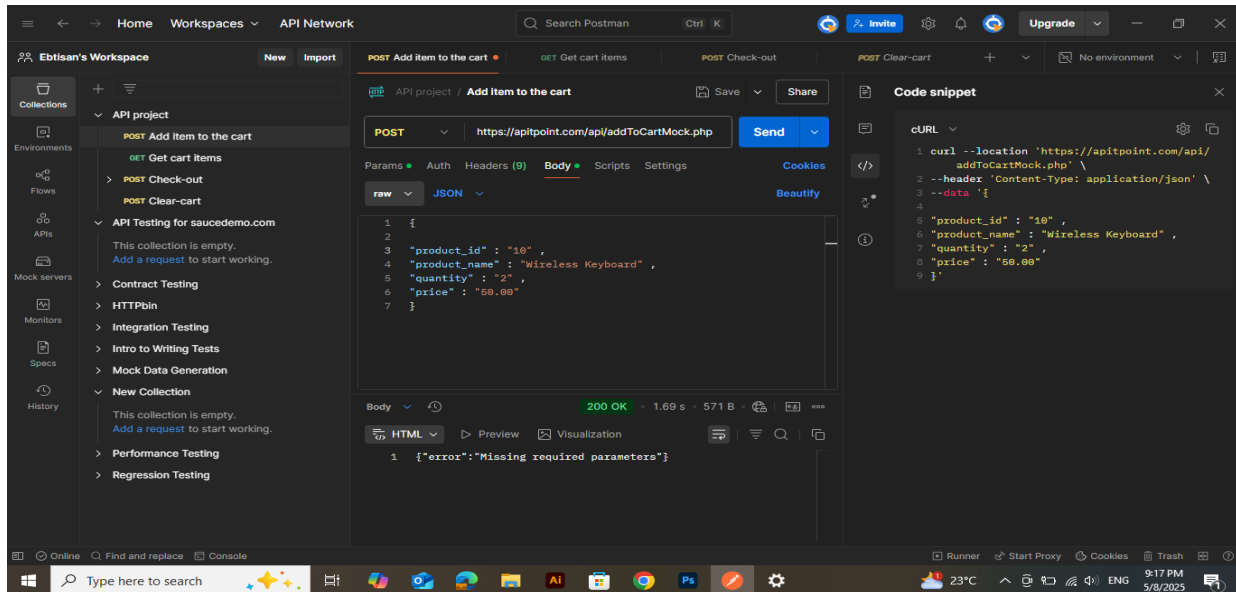 Home Workspaces API Network Search Postman Ctrl K Invite Upgrade
Ebtisan's Workspace New Import POST Add item to the cart GET Get cart items POST Check-out POST Clear-cart No environment
Collections
Environments
Flows
APIs
Mock servers
Monitors
Specs
History
API project
POST Add item to the cart
GET Get cart items
POST Check-out
POST Clear-cart
API Testing for saucedemo.com
This collection is empty.
Add a request to start working.
Contract Testing
HTTPbin
Integration Testing
Intro to Writing Tests
Mock Data Generation
New Collection
This collection is empty.
Add a request to start working.
Performance Testing
Regression Testing
HTTP API project / Add item to the cart Save Share
POST https://apitpoint.com/api/addToCartMock.php Send
Params Auth Headers (9) Body Scripts Settings Cookies
raw JSON Beautify
1 {
2
3 "product_id" : "10" ,
4 "product_name" : "Wireless Keyboard" ,
5 "quantity" : "2" ,
6 "price" : "50.00"
7 }
Body 200 OK 1.69 s 571 B
HTML Preview Visualization
1 {"error":"Missing required parameters"}
Code snippet
cURL
1 curl --location 'https://apitpoint.com/api/
addToCartMock.php' \
2 --header 'Content-Type: application/json' \
3 --data '{
4
5 "product_id" : "10" ,
6 "product_name" : "Wireless Keyboard" ,
7 "quantity" : "2" ,
8 "price" : "50.00"
9 }'
Online Find and replace Console Runner Start Proxy Cookies Trash
Type here to search Ai Ps 23°C ENG 9:17 PM
5/8/2025